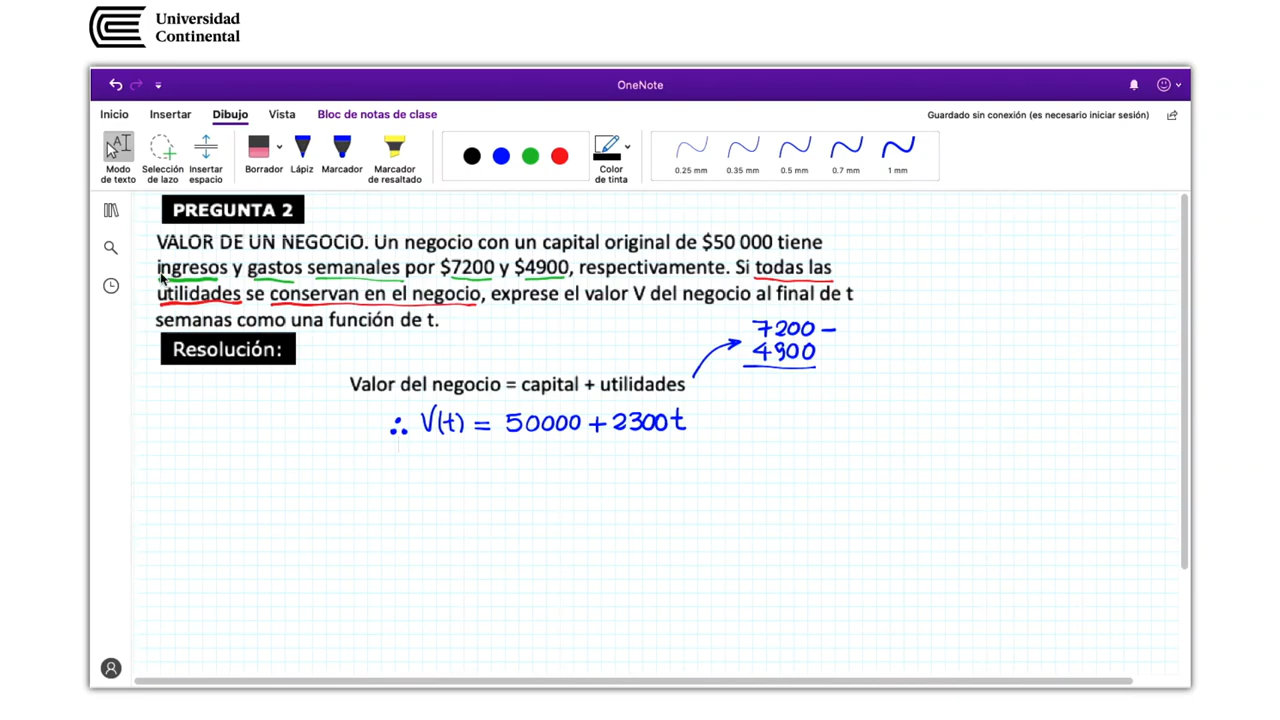 Universidad
Continental
OneNote
Inicio Insertar Dibujo Vista Bloc de notas de clase
Guardado sin conexión (es necesario iniciar sesión)
Modo de texto
Selección de lazo
Insertar espacio
Borrador
Lápiz
Marcador
Marcador de resaltado
Color de tinta
0.25 mm 0.35 mm 0.5 mm 0.7 mm 1 mm
PREGUNTA 2
VALOR DE UN NEGOCIO. Un negocio con un capital original de $50 000 tiene
ingresos y gastos semanales por $7200 y $4900, respectivamente. Si todas las
utilidades se conservan en el negocio, exprese el valor V del negocio al final de t
semanas como una función de t.
Resolución:
7200 –
4900
Valor del negocio = capital + utilidades
∴ V(t) = 50000 + 2300t